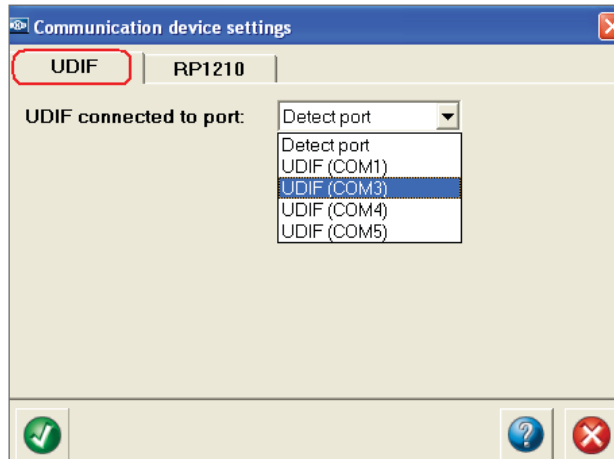 Communication device settings
UDIF RP1210
UDIF connected to port: Detect port
Detect port
UDIF (COM1)
UDIF (COM3)
UDIF (COM4)
UDIF (COM5)